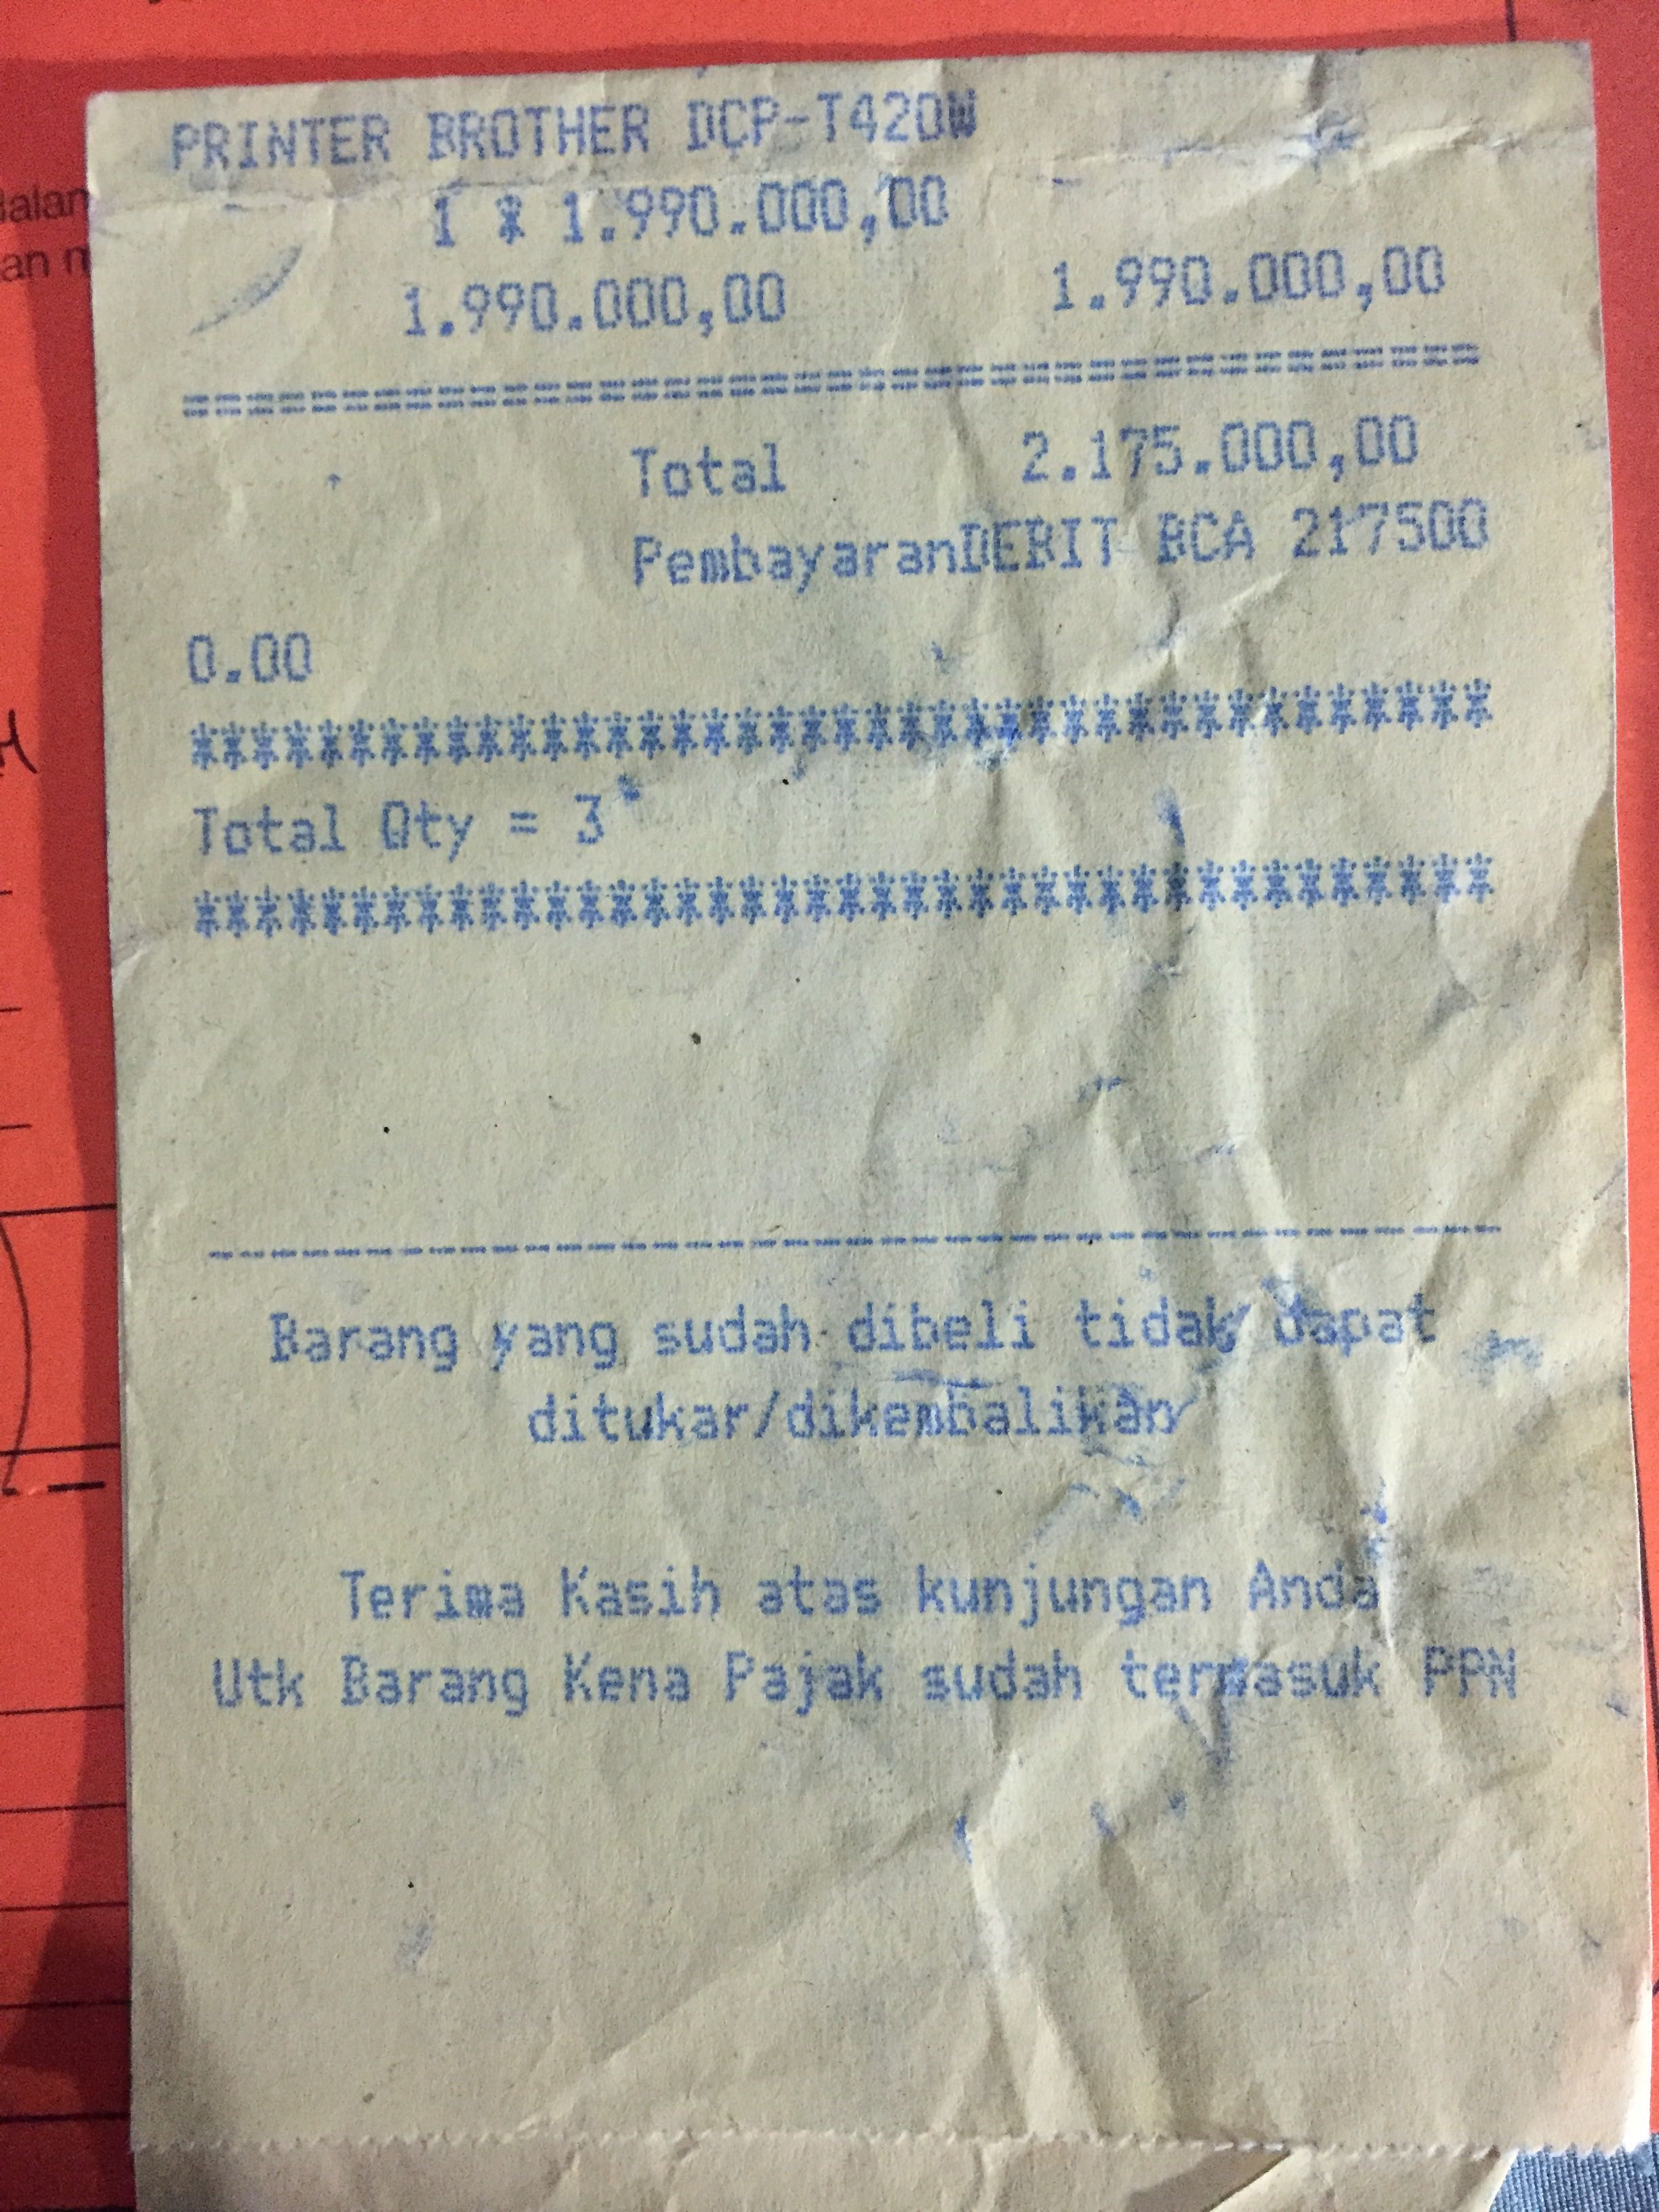 PRINTER BROTHER DCP-T420W
1 * 1.990.000,00
1.990.000,00 1.990.000,00
================================
Total 2.175.000,00
PembayaranDEBIT BCA 217500
0.00
*****************************************
Total Qty = 3
*****************************************
-----------------------------------------
Barang yang sudah dibeli tidak dapat
ditukar/dikembalikan
Terima Kasih atas kunjungan Anda
Utk Barang Kena Pajak sudah termasuk PPN